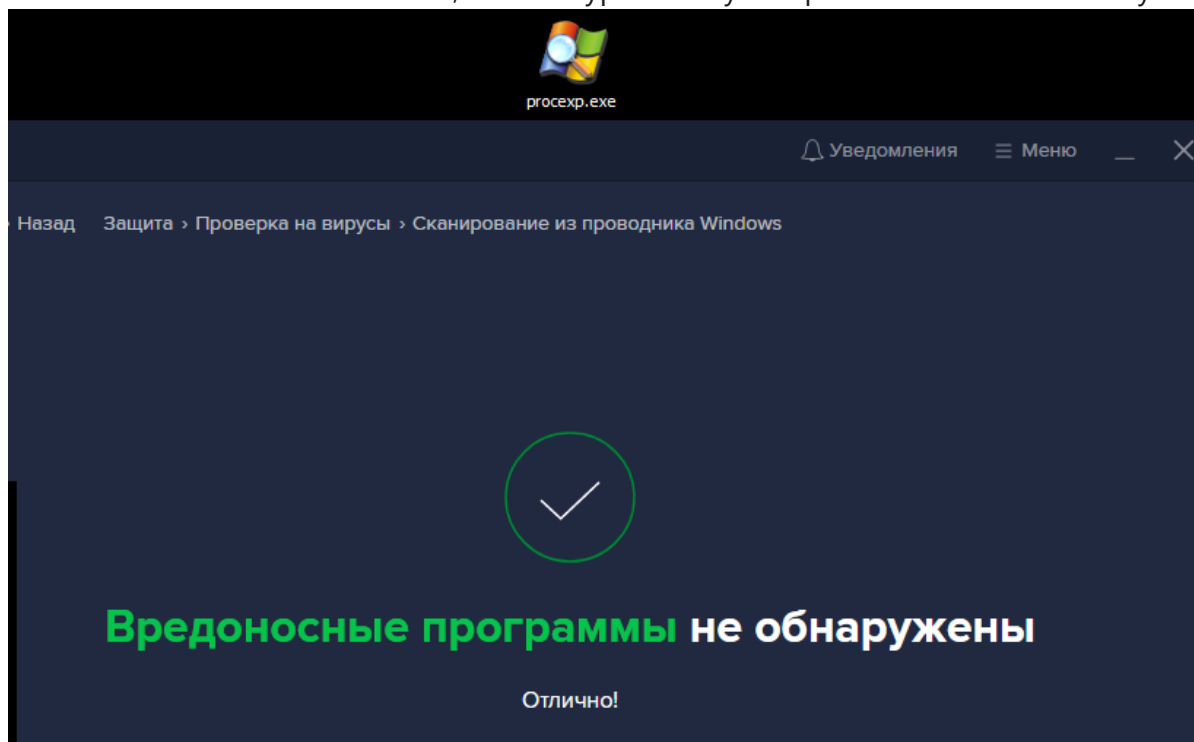 procexp.exe
Уведомления Меню
Назад Защита › Проверка на вирусы › Сканирование из проводника Windows
Вредоносные программы не обнаружены
Отлично!